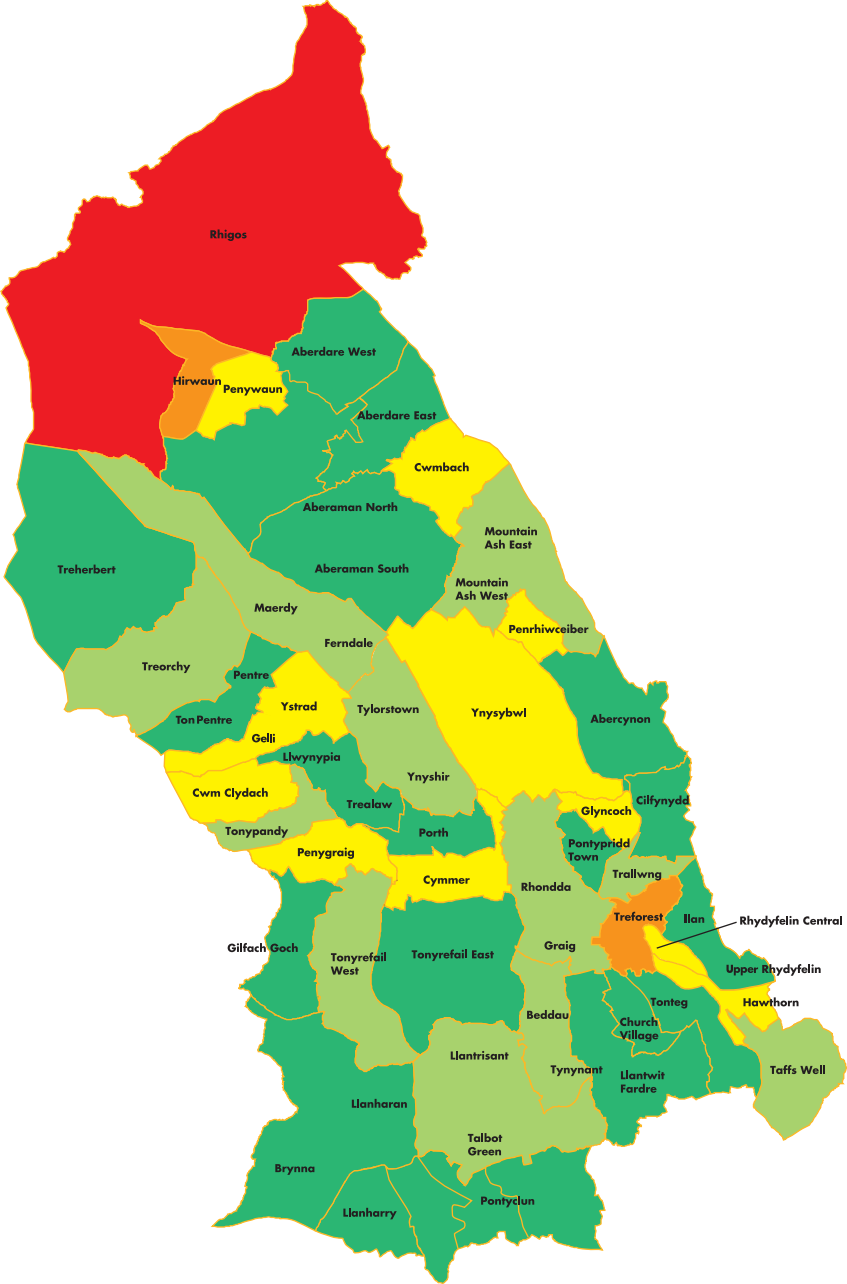 Rhigos
Aberdare West
Hirwaun
Penywaun
Aberdare East
Cwmbach
Aberaman North
Mountain
Ash East
Treherbert
Aberaman South
Mountain
Ash West
Maerdy
Penrhiwceiber
Ferndale
Treorchy
Pentre
Ystrad
Tylorstown
Ynysybwl
Ton Pentre
Abercynon
Gelli
Llwynypia
Ynyshir
Cwm Clydach
Trealaw
Cilfynydd
Glyncoch
Tonypandy
Porth
Pontypridd
Town
Penygraig
Trallwng
Cymmer
Rhondda
Treforest
Ilan
Rhydyfelin Central
Gilfach Goch
Graig
Tonyrefail
West
Tonyrefail East
Upper Rhydyfelin
Tonteg
Hawthorn
Beddau
Church
Village
Llantrisant
Tynynant
Taffs Well
Llantwit
Fardre
Llanharan
Talbot
Green
Brynna
Pontyclun
Llanharry